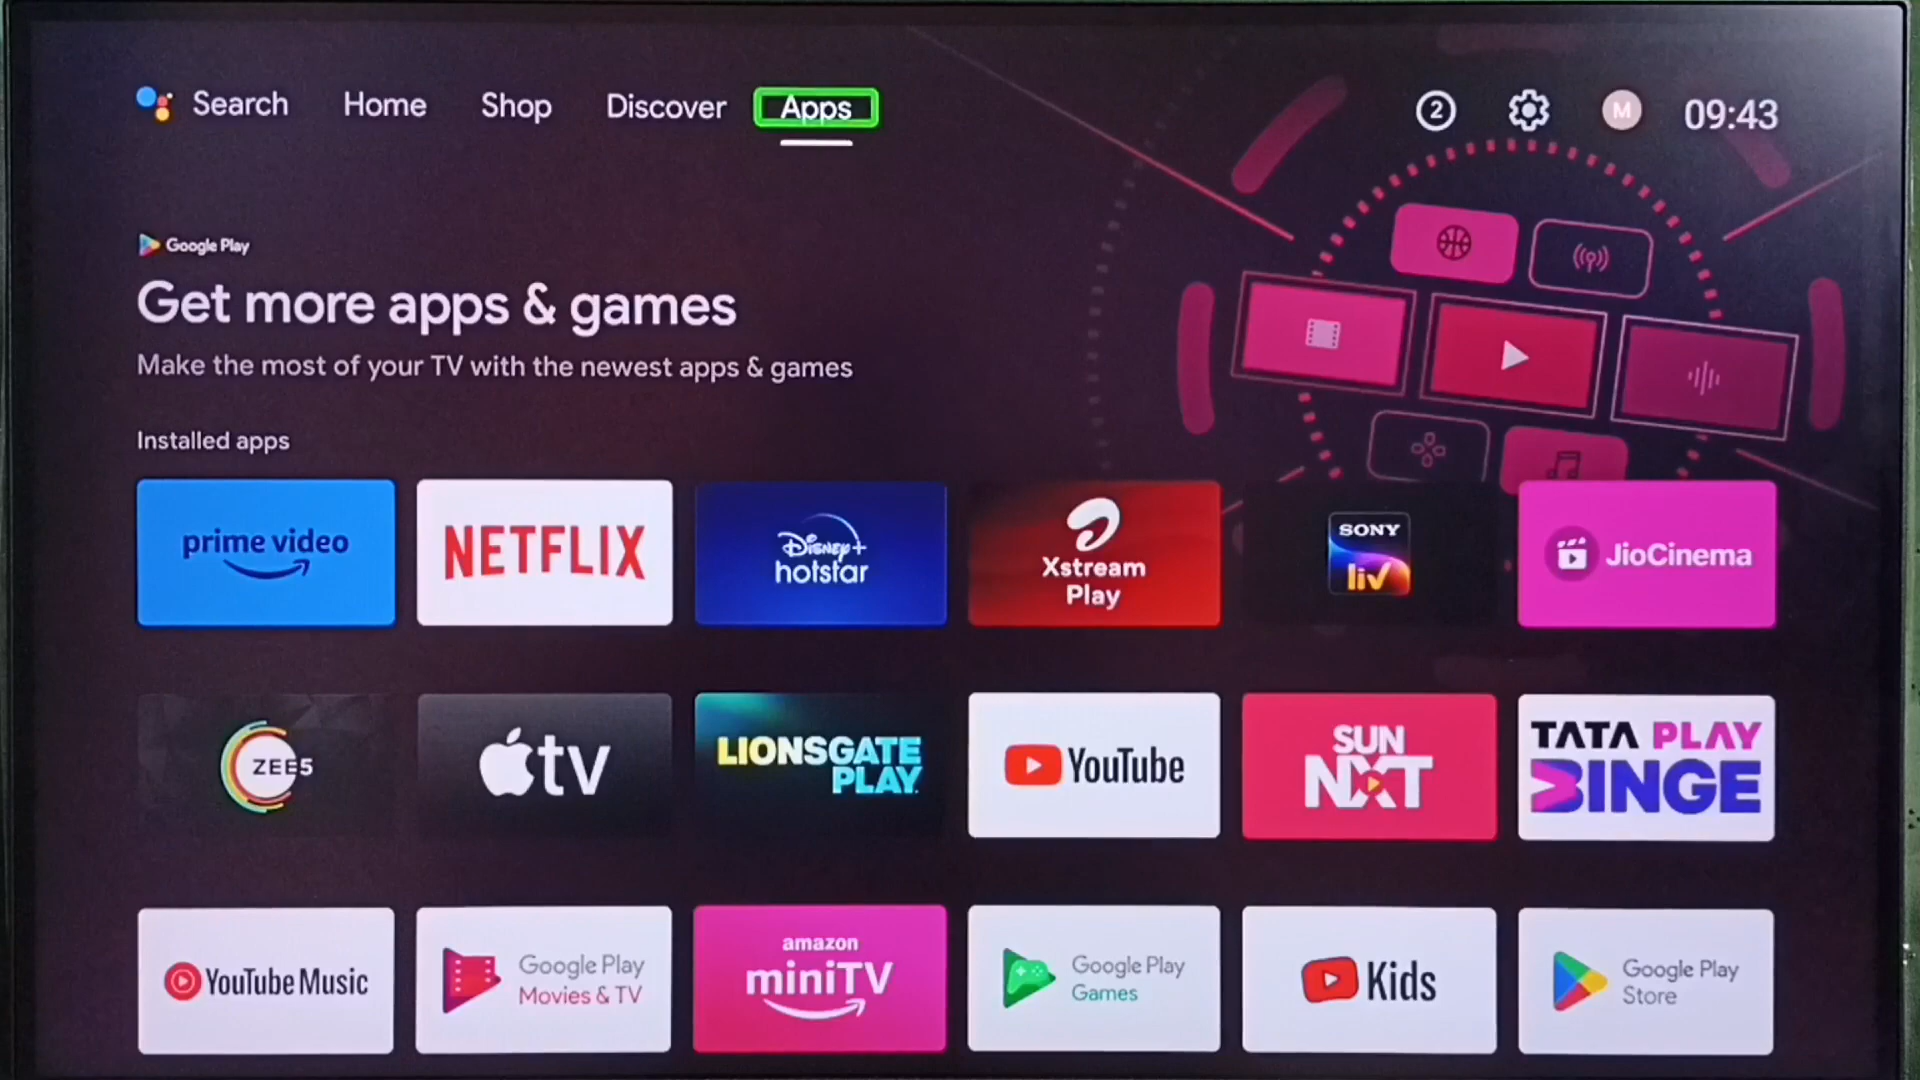 Search Home Shop Discover Apps 2 M 09:43
Google Play
Get more apps & games
Make the most of your TV with the newest apps & games
Installed apps
prime video
NETFLIX
Disney+
hotstar
Xstream
Play
SONY
liv
JioCinema
ZEE5
tv
LIONSGATE
PLAY
YouTube
SUN
NXT
TATA PLAY
BINGE
YouTube Music
Google Play
Movies & TV
amazon
miniTV
Google Play
Games
Kids
Google Play
Store